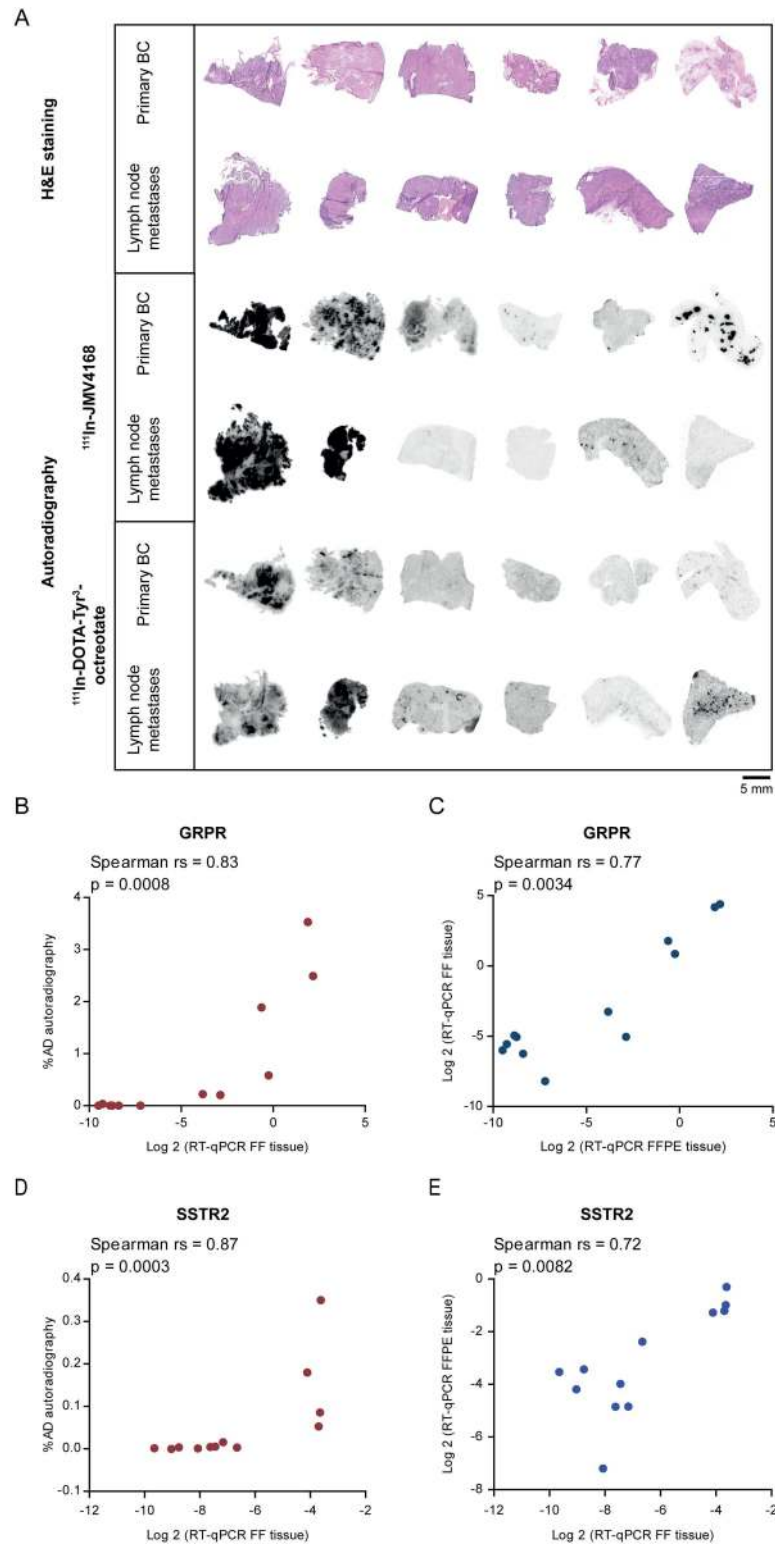 A
H&E staining
Primary BC
Lymph node
metastases
Autoradiography
¹¹¹In-JMV4168
Primary BC
Lymph node
metastases
¹¹¹In-DOTA-Tyr³-
octreotate
Primary BC
Lymph node
metastases
5 mm
B
GRPR
Spearman rs = 0.83
p = 0.0008
%AD autoradiography
4
3
2
1
0
-10
-5
0
5
Log 2 (RT-qPCR FF tissue)
C
GRPR
Spearman rs = 0.77
p = 0.0034
Log 2 (RT-qPCR FF tissue)
5
0
-5
-10
-10
-5
0
5
Log 2 (RT-qPCR FFPE tissue)
D
SSTR2
Spearman rs = 0.87
p = 0.0003
%AD autoradiography
0.4
0.3
0.2
0.1
0.0
-0.1
-12
-10
-8
-6
-4
-2
Log 2 (RT-qPCR FF tissue)
E
SSTR2
Spearman rs = 0.72
p = 0.0082
Log 2 (RT-qPCR FFPE tissue)
0
-2
-4
-6
-8
-12
-10
-8
-6
-4
-2
Log 2 (RT-qPCR FF tissue)